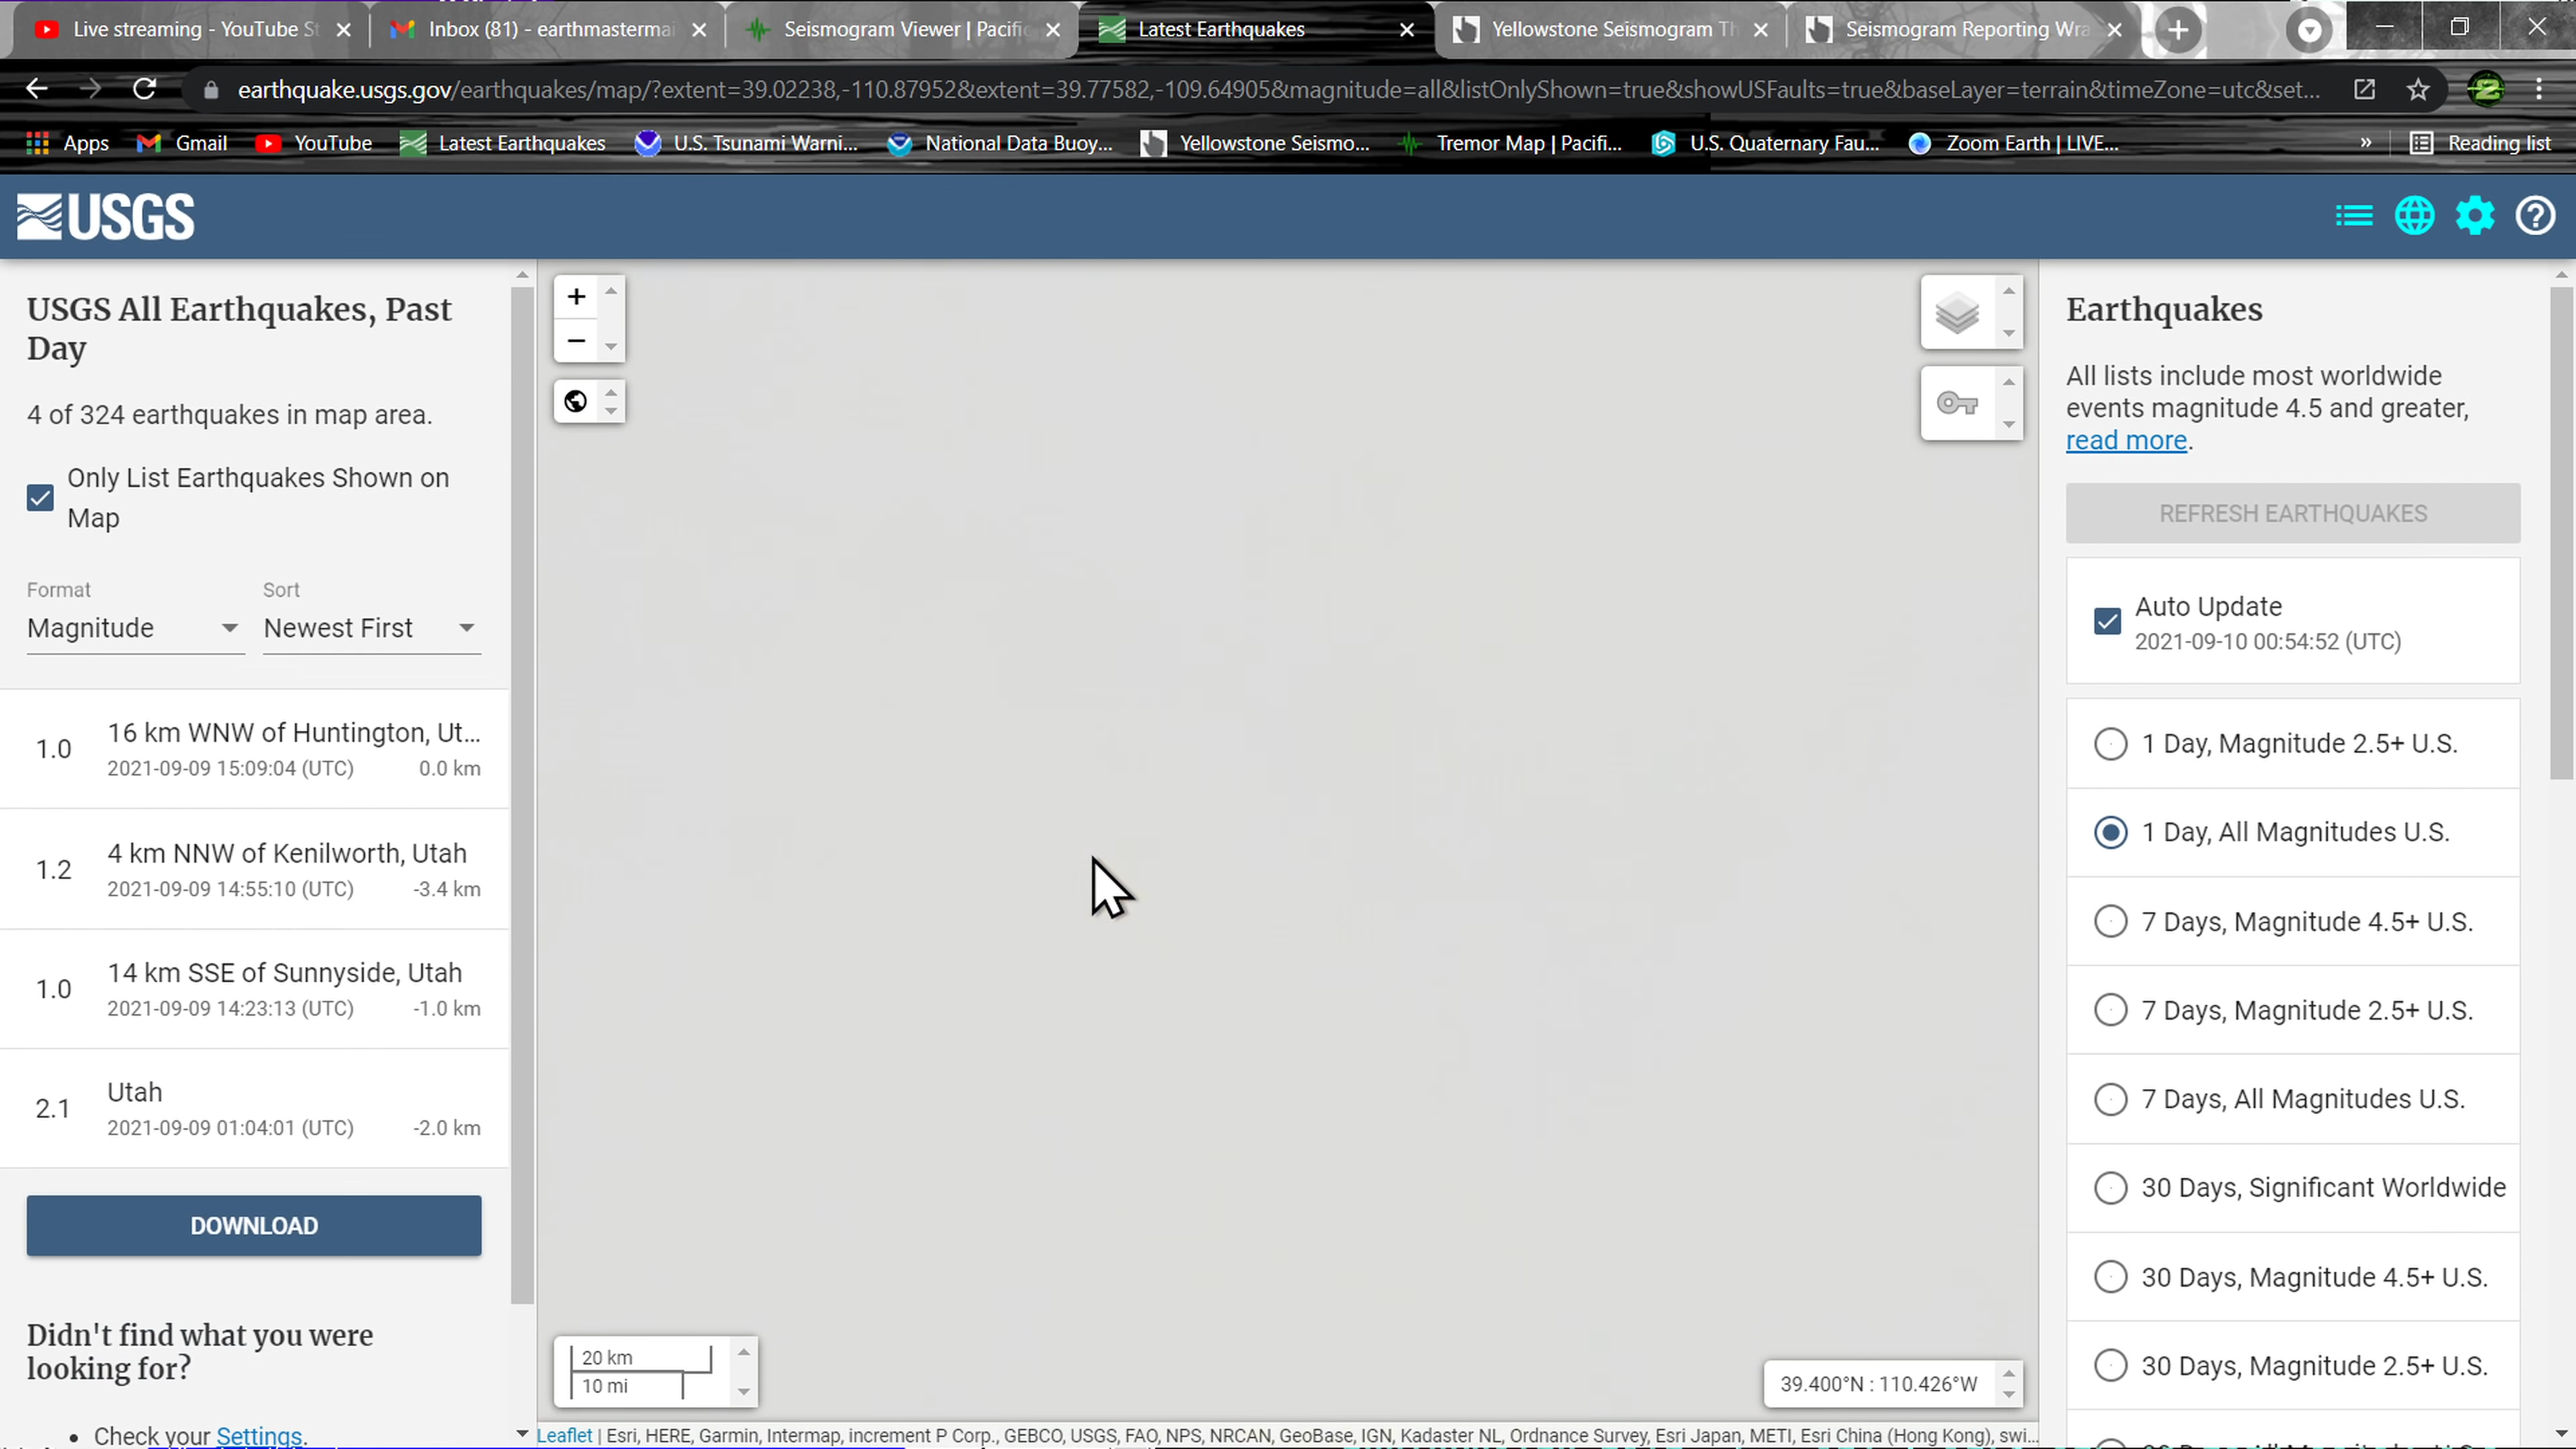 Live streaming - YouTube St
Inbox (81) - earthmastermai
Seismogram Viewer | Pacific
Latest Earthquakes
Yellowstone Seismogram Th
Seismogram Reporting Wra
earthquake.usgs.gov/earthquakes/map/?extent=39.02238,-110.87952&extent=39.77582,-109.64905&magnitude=all&listOnlyShown=true&showUSFaults=true&baseLayer=terrain&timeZone=utc&set...
Apps
Gmail
YouTube
Latest Earthquakes
U.S. Tsunami Warni...
National Data Buoy...
Yellowstone Seismo...
Tremor Map | Pacifi...
U.S. Quaternary Fau...
Zoom Earth | LIVE...
»
Reading list
USGS
USGS All Earthquakes, Past
Day
4 of 324 earthquakes in map area.
Only List Earthquakes Shown on
Map
Format
Sort
Magnitude
Newest First
1.0
16 km WNW of Huntington, Ut...
2021-09-09 15:09:04 (UTC)
0.0 km
1.2
4 km NNW of Kenilworth, Utah
2021-09-09 14:55:10 (UTC)
-3.4 km
1.0
14 km SSE of Sunnyside, Utah
2021-09-09 14:23:13 (UTC)
-1.0 km
2.1
Utah
2021-09-09 01:04:01 (UTC)
-2.0 km
DOWNLOAD
Didn't find what you were
looking for?
• Check your Settings.
+
−
20 km
10 mi
39.400°N : 110.426°W
Leaflet | Esri, HERE, Garmin, Intermap, increment P Corp., GEBCO, USGS, FAO, NPS, NRCAN, GeoBase, IGN, Kadaster NL, Ordnance Survey, Esri Japan, METI, Esri China (Hong Kong), swi...
Earthquakes
All lists include most worldwide
events magnitude 4.5 and greater,
read more.
REFRESH EARTHQUAKES
Auto Update
2021-09-10 00:54:52 (UTC)
1 Day, Magnitude 2.5+ U.S.
1 Day, All Magnitudes U.S.
7 Days, Magnitude 4.5+ U.S.
7 Days, Magnitude 2.5+ U.S.
7 Days, All Magnitudes U.S.
30 Days, Significant Worldwide
30 Days, Magnitude 4.5+ U.S.
30 Days, Magnitude 2.5+ U.S.